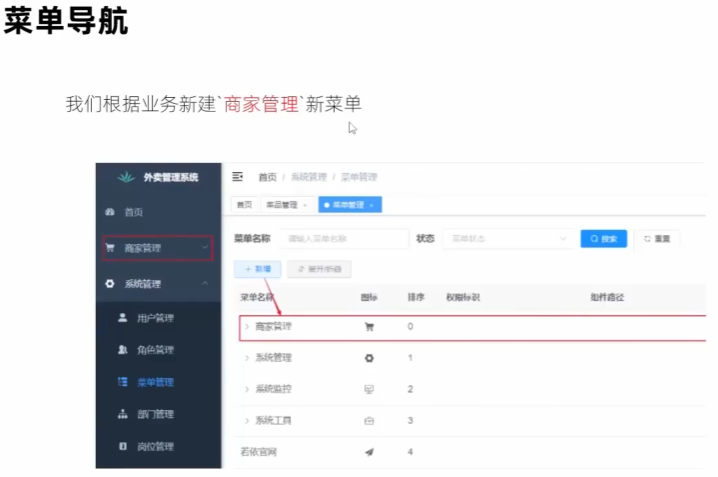 菜单导航
我们根据业务新建`商家管理`新菜单
外卖管理系统
首页 / 系统管理 / 菜单管理
首页
首页 菜品管理 × 菜单管理 ×
商家管理
菜单名称 请输入菜单名称 状态 菜单状态 搜索 重置
系统管理
+ 新增 展开/折叠
用户管理
菜单名称 图标 排序 权限标识 组件路径
角色管理
商家管理 0
菜单管理
系统管理 1
部门管理
系统监控 2
岗位管理
系统工具 3
若依官网 4